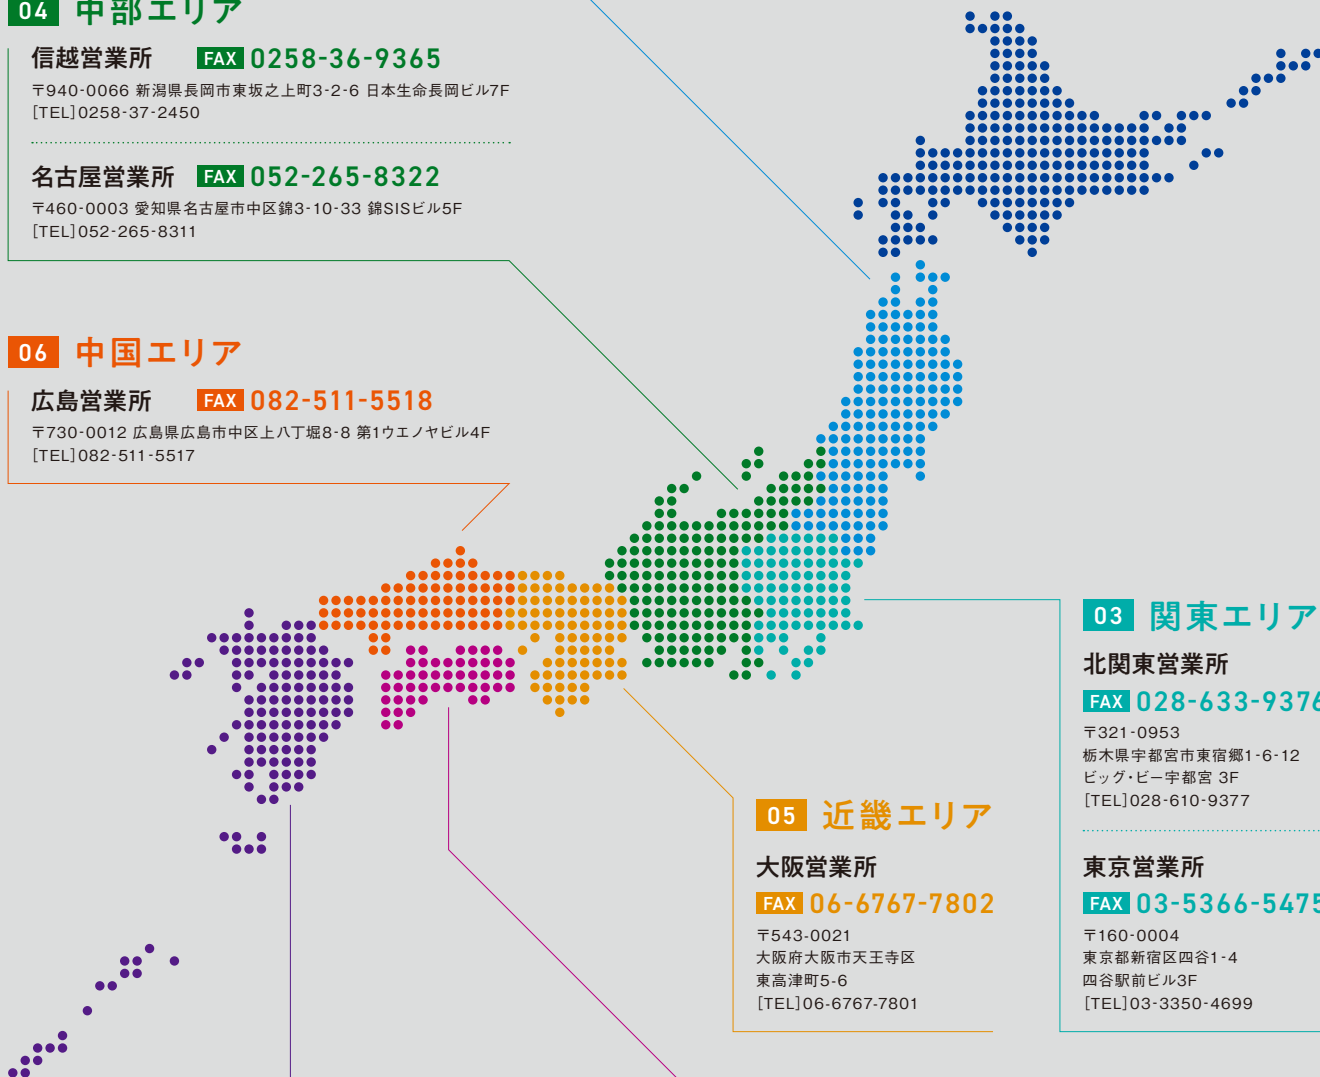 04 中部エリア
信越営業所 FAX 0258-36-9365
〒940-0066 新潟県長岡市東坂之上町3-2-6 日本生命長岡ビル7F
[TEL]0258-37-2450
名古屋営業所 FAX 052-265-8322
〒460-0003 愛知県名古屋市中区錦3-10-33 錦SISビル5F
[TEL]052-265-8311
06 中国エリア
広島営業所 FAX 082-511-5518
〒730-0012 広島県広島市中区上八丁堀8-8 第1ウエノヤビル4F
[TEL]082-511-5517
05 近畿エリア
大阪営業所
FAX 06-6767-7802
〒543-0021
大阪府大阪市天王寺区
東高津町5-6
[TEL]06-6767-7801
03 関東エリア
北関東営業所
FAX 028-633-9376
〒321-0953
栃木県宇都宮市東宿郷1-6-12
ビッグ・ビー宇都宮 3F
[TEL]028-610-9377
東京営業所
FAX 03-5366-5475
〒160-0004
東京都新宿区四谷1-4
四谷駅前ビル3F
[TEL]03-3350-4699